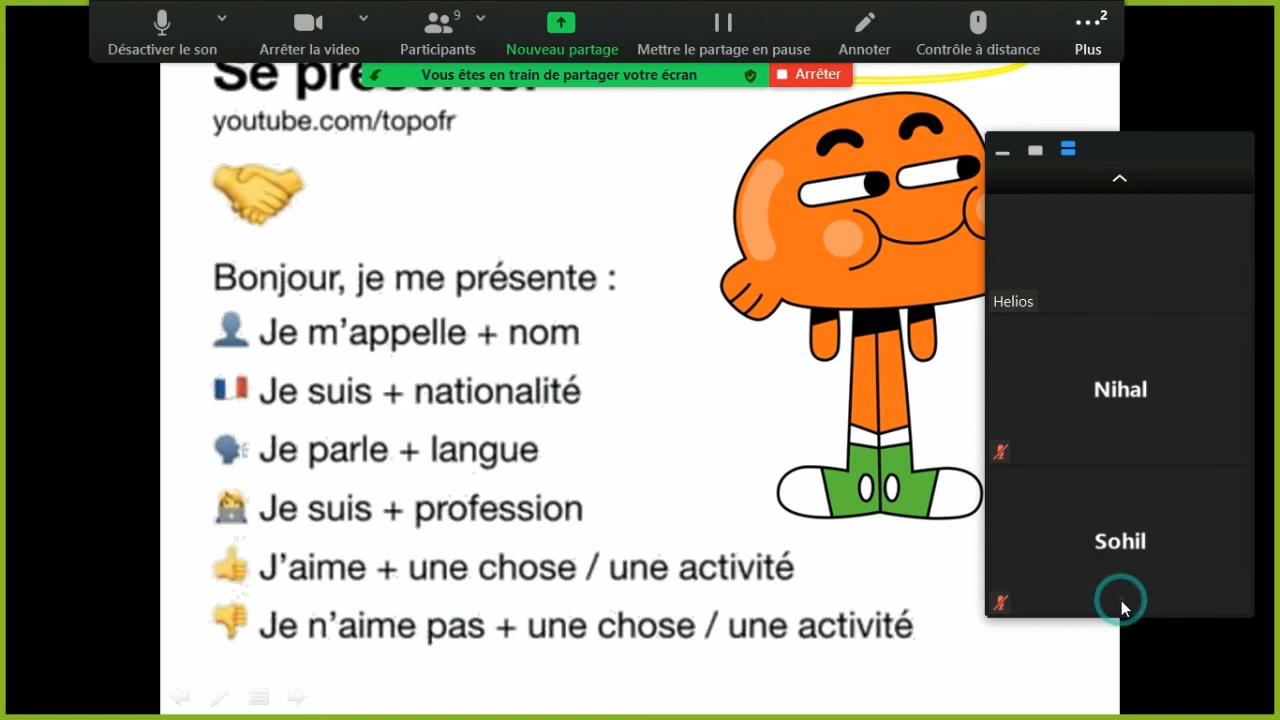 9
2
Désactiver le son
Arrêter la video
Participants
Nouveau partage
Mettre le partage en pause
Annoter
Contrôle à distance
Plus
Vous êtes en train de partager votre écran
Arrêter
youtube.com/topofr
Bonjour, je me présente :
Je m'appelle + nom
Je suis + nationalité
Je parle + langue
Je suis + profession
J'aime + une chose / une activité
Je n'aime pas + une chose / une activité
Helios
Nihal
Sohil